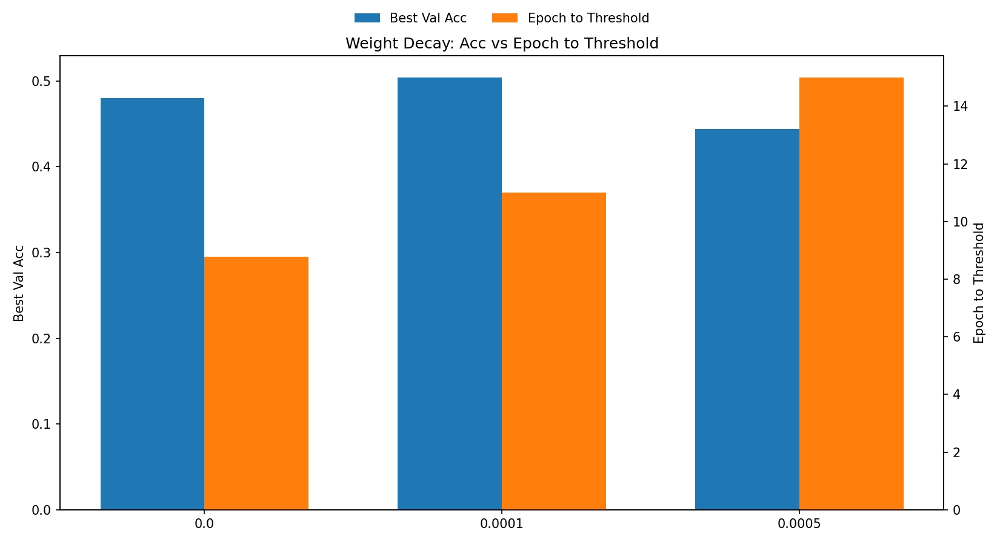 Best Val Acc Epoch to Threshold
Weight Decay: Acc vs Epoch to Threshold
Best Val Acc
0.5
0.4
0.3
0.2
0.1
0.0
0.0 0.0001 0.0005
14
12
10
8
6
4
2
0
Epoch to Threshold